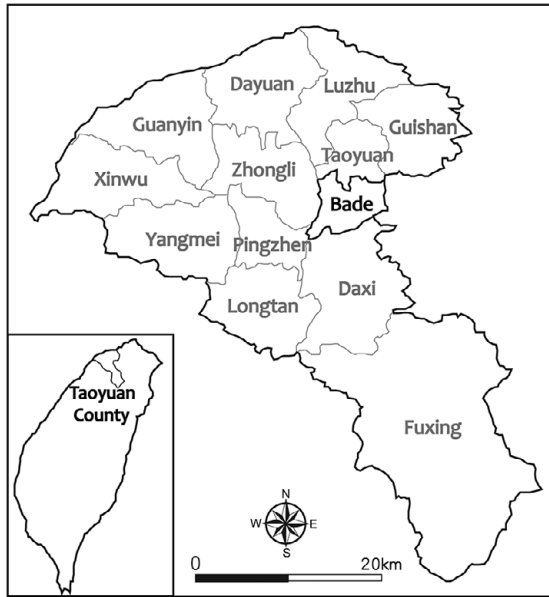 Dayuan
Luzhu
Guanyin
Guishan
Taoyuan
Zhongli
Xinwu
Bade
Yangmei
Pingzhen
Daxi
Longtan
Taoyuan
County
Fuxing
N
W
E
S
0
20km